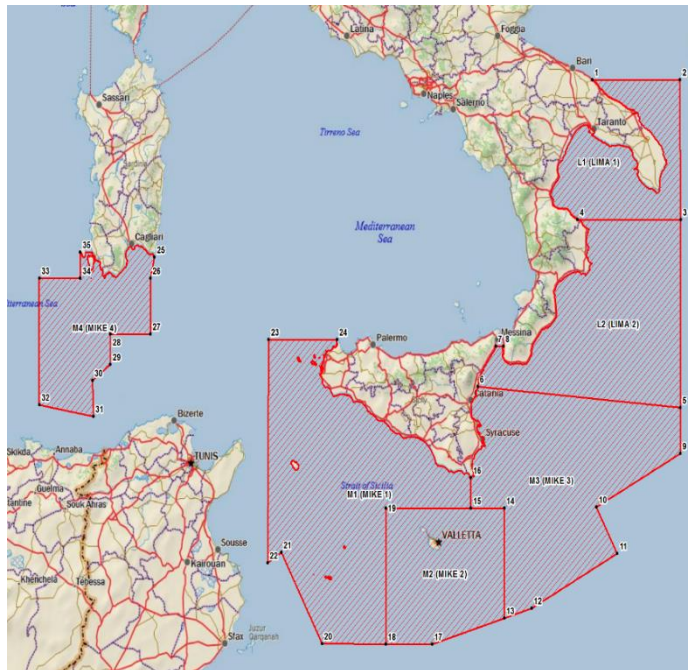 Latina
Foggia
Bari
1
2
Sassari
Naples
Salerno
Taranto
Tirreno Sea
L1 (LIMA 1)
Mediterranean
Sea
4
3
Cagliari
35
25
33
34
26
M4 (MIKE 4)
27
L2 (LIMA 2)
28
23
24
Palermo
Messina
7
8
29
30
6
32
31
Catania
5
Bizerte
Syracuse
Skikda
Annaba
TUNIS
9
16
Guelma
Strait of Sicilia
M1 (MIKE 1)
M3 (MIKE 3)
Souk Ahras
19
15
14
10
VALLETTA
Sousse
21
22
11
Kairouan
Khenchela
Tebessa
M2 (MIKE 2)
12
13
Sfax
20
18
17